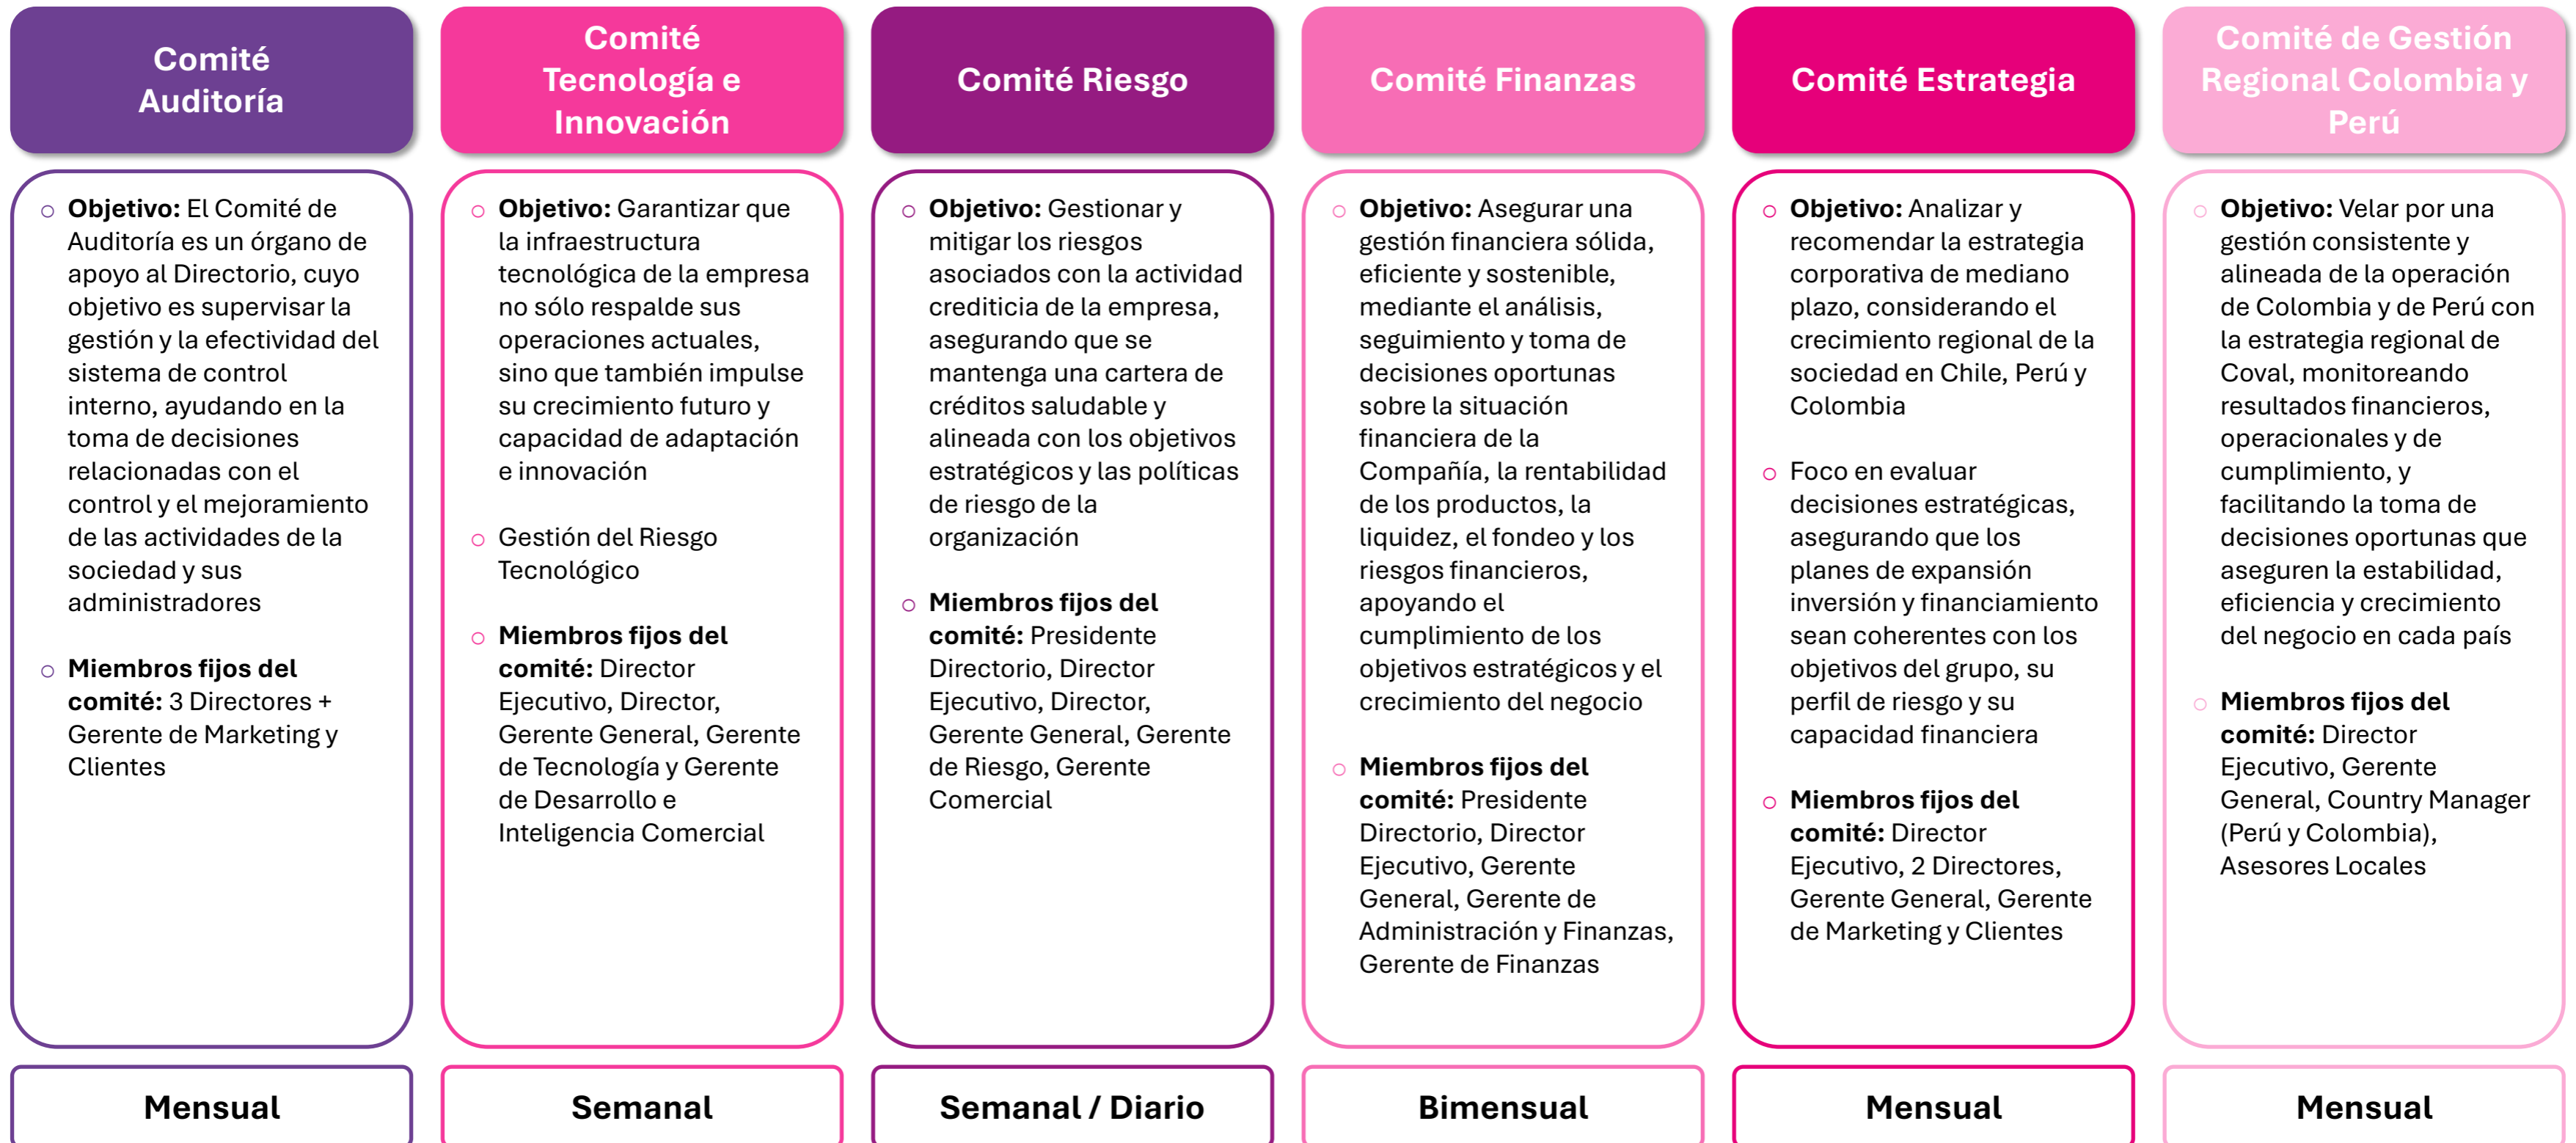 Comité
Auditoría
Comité
Tecnología e
Innovación
Comité Riesgo
Comité Finanzas
Comité Estrategia
Comité de Gestión
Regional Colombia y
Perú
Objetivo: El Comité de
Auditoría es un órgano de
apoyo al Directorio, cuyo
objetivo es supervisar la
gestión y la efectividad del
sistema de control
interno, ayudando en la
toma de decisiones
relacionadas con el
control y el mejoramiento
de las actividades de la
sociedad y sus
administradores
Miembros fijos del
comité: 3 Directores +
Gerente de Marketing y
Clientes
Objetivo: Garantizar que
la infraestructura
tecnológica de la empresa
no sólo respalde sus
operaciones actuales,
sino que también impulse
su crecimiento futuro y
capacidad de adaptación
e innovación
Gestión del Riesgo
Tecnológico
Miembros fijos del
comité: Director
Ejecutivo, Director,
Gerente General, Gerente
de Tecnología y Gerente
de Desarrollo e
Inteligencia Comercial
Objetivo: Gestionar y
mitigar los riesgos
asociados con la actividad
crediticia de la empresa,
asegurando que se
mantenga una cartera de
créditos saludable y
alineada con los objetivos
estratégicos y las políticas
de riesgo de la
organización
Miembros fijos del
comité: Presidente
Directorio, Director
Ejecutivo, Director,
Gerente General, Gerente
de Riesgo, Gerente
Comercial
Objetivo: Asegurar una
gestión financiera sólida,
eficiente y sostenible,
mediante el análisis,
seguimiento y toma de
decisiones oportunas
sobre la situación
financiera de la
Compañía, la rentabilidad
de los productos, la
liquidez, el fondeo y los
riesgos financieros,
apoyando el
cumplimiento de los
objetivos estratégicos y el
crecimiento del negocio
Miembros fijos del
comité: Presidente
Directorio, Director
Ejecutivo, Gerente
General, Gerente de
Administración y Finanzas,
Gerente de Finanzas
Objetivo: Analizar y
recomendar la estrategia
corporativa de mediano
plazo, considerando el
crecimiento regional de la
sociedad en Chile, Perú y
Colombia
Foco en evaluar
decisiones estratégicas,
asegurando que los
planes de expansión
inversión y financiamiento
sean coherentes con los
objetivos del grupo, su
perfil de riesgo y su
capacidad financiera
Miembros fijos del
comité: Director
Ejecutivo, 2 Directores,
Gerente General, Gerente
de Marketing y Clientes
Objetivo: Velar por una
gestión consistente y
alineada de la operación
de Colombia y de Perú con
la estrategia regional de
Coval, monitoreando
resultados financieros,
operacionales y de
cumplimiento, y
facilitando la toma de
decisiones oportunas que
aseguren la estabilidad,
eficiencia y crecimiento
del negocio en cada país
Miembros fijos del
comité: Director
Ejecutivo, Gerente
General, Country Manager
(Perú y Colombia),
Asesores Locales
Mensual
Semanal
Semanal / Diario
Bimensual
Mensual
Mensual